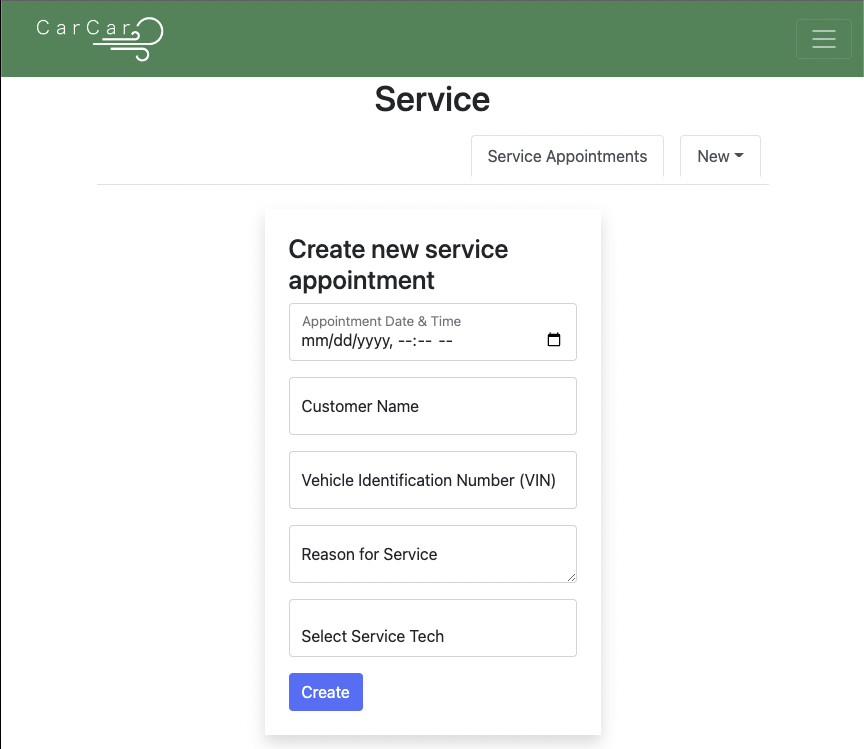 CarCar
Service
Service Appointments
New
Create new service
appointment
Appointment Date & Time
mm/dd/yyyy, --:-- --
Customer Name
Vehicle Identification Number (VIN)
Reason for Service
Select Service Tech
Create